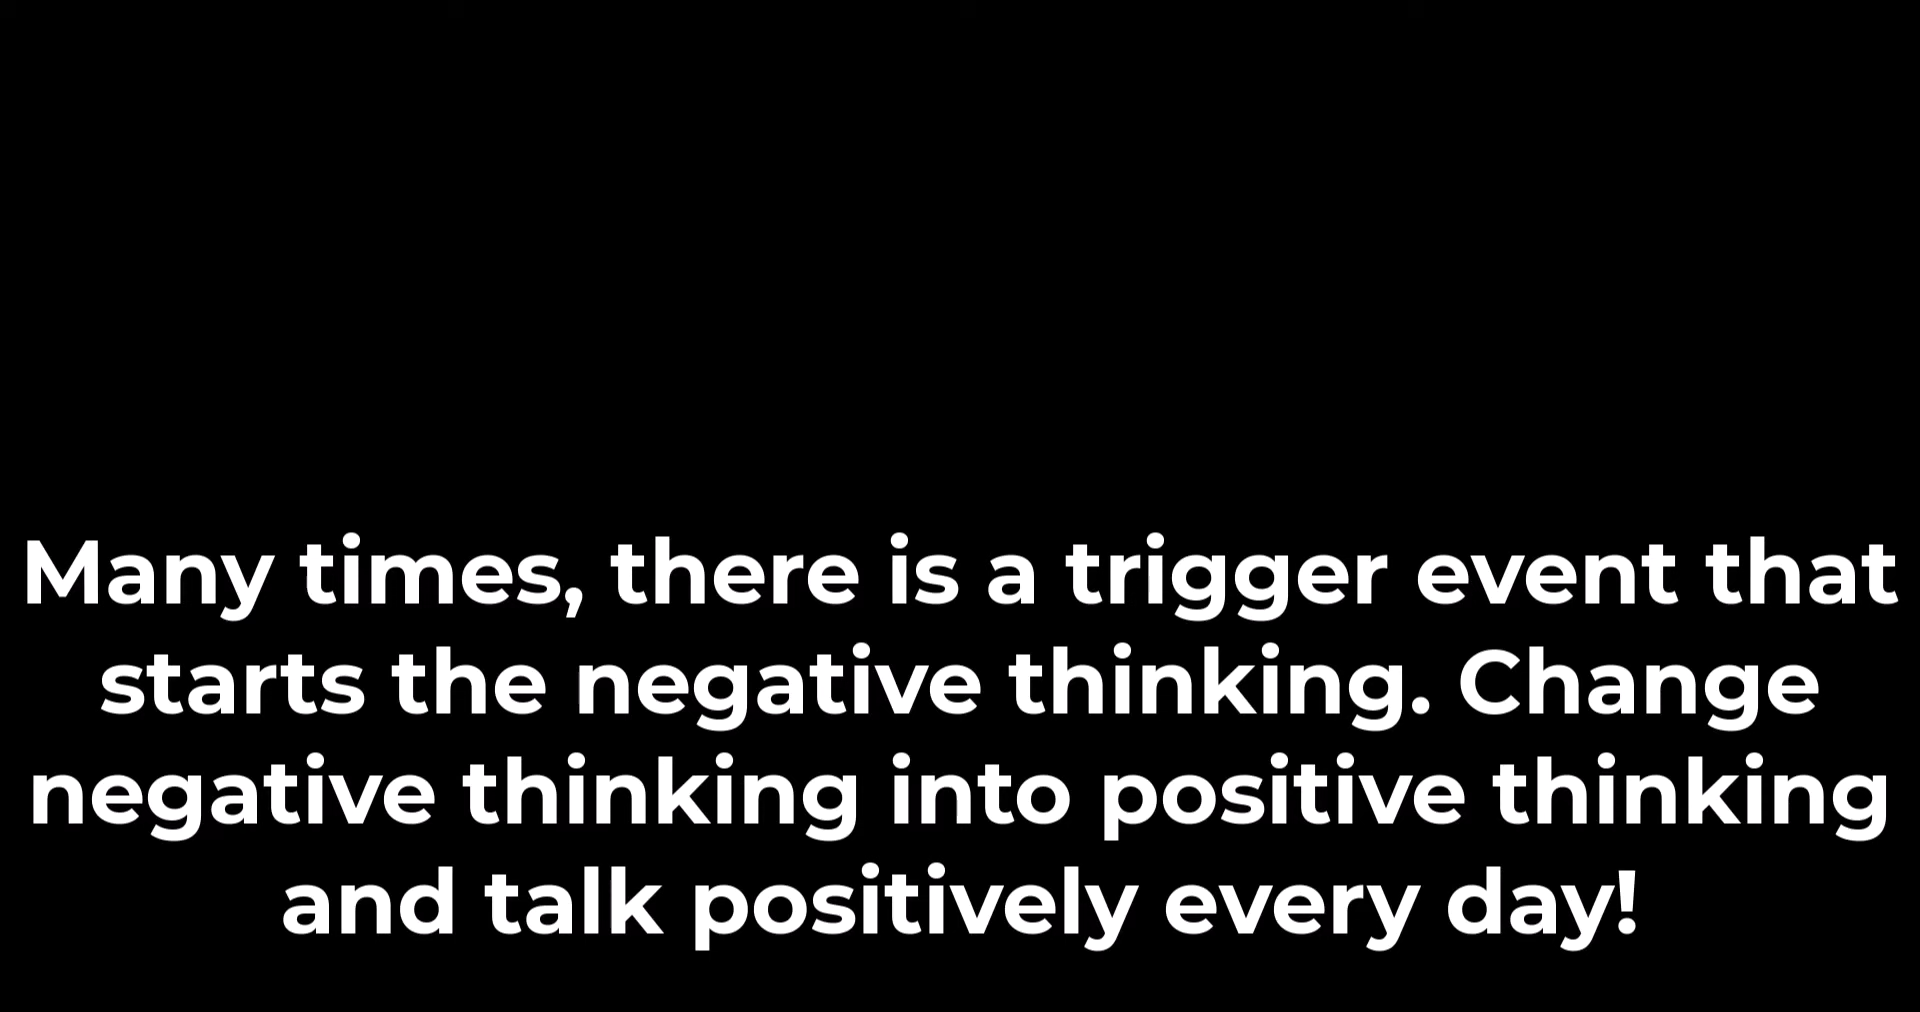 Many times, there is a trigger event that
starts the negative thinking. Change
negative thinking into positive thinking
and talk positively every day!